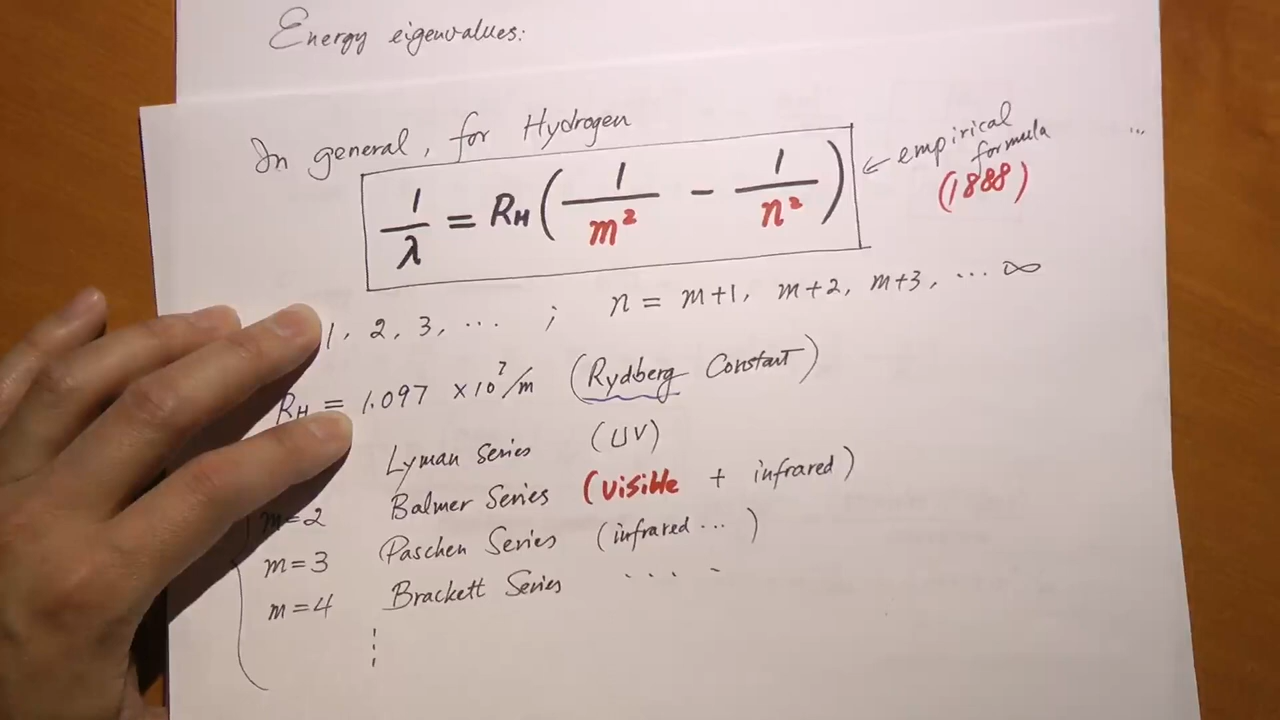 Energy eigenvalues:
In general, for Hydrogen
1/λ = RH ( 1/m² − 1/n² ) ← empirical formula (1888)
...
1, 2, 3, ... ; n = m+1, m+2, m+3, ... ∞
RH = 1.097 ×10⁷/m (Rydberg Constant)
Lyman Series (UV)
m=2 Balmer Series (visible + infrared)
m=3 Paschen Series (infrared ...)
m=4 Brackett Series ....
⋮